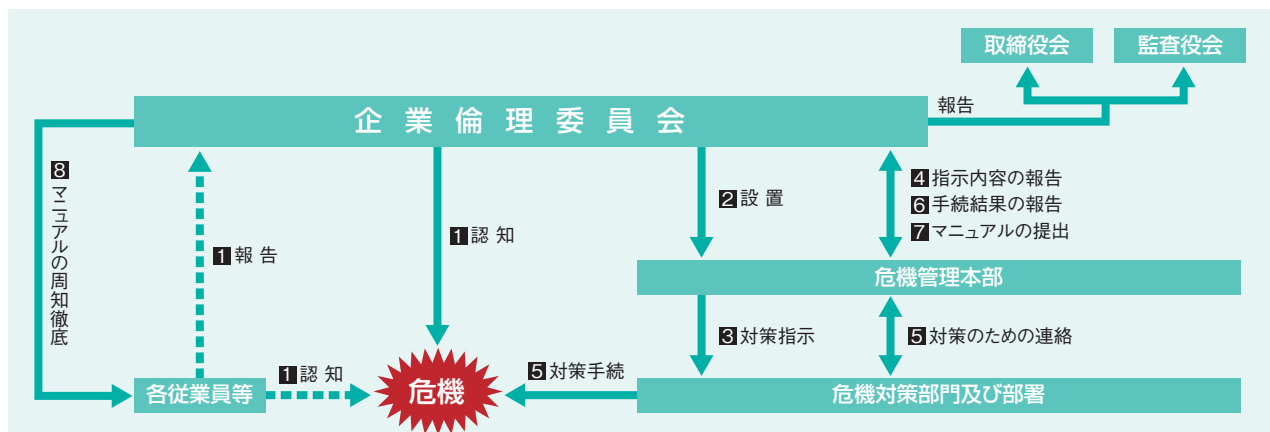 取締役会
監査役会
企業倫理委員会
報告
8 マニュアルの周知徹底
1 報告
1 認知
2 設置
4 指示内容の報告
6 手続結果の報告
7 マニュアルの提出
危機管理本部
3 対策指示
5 対策のための連絡
各従業員等
1 認知
危機
5 対策手続
危機対策部門及び部署